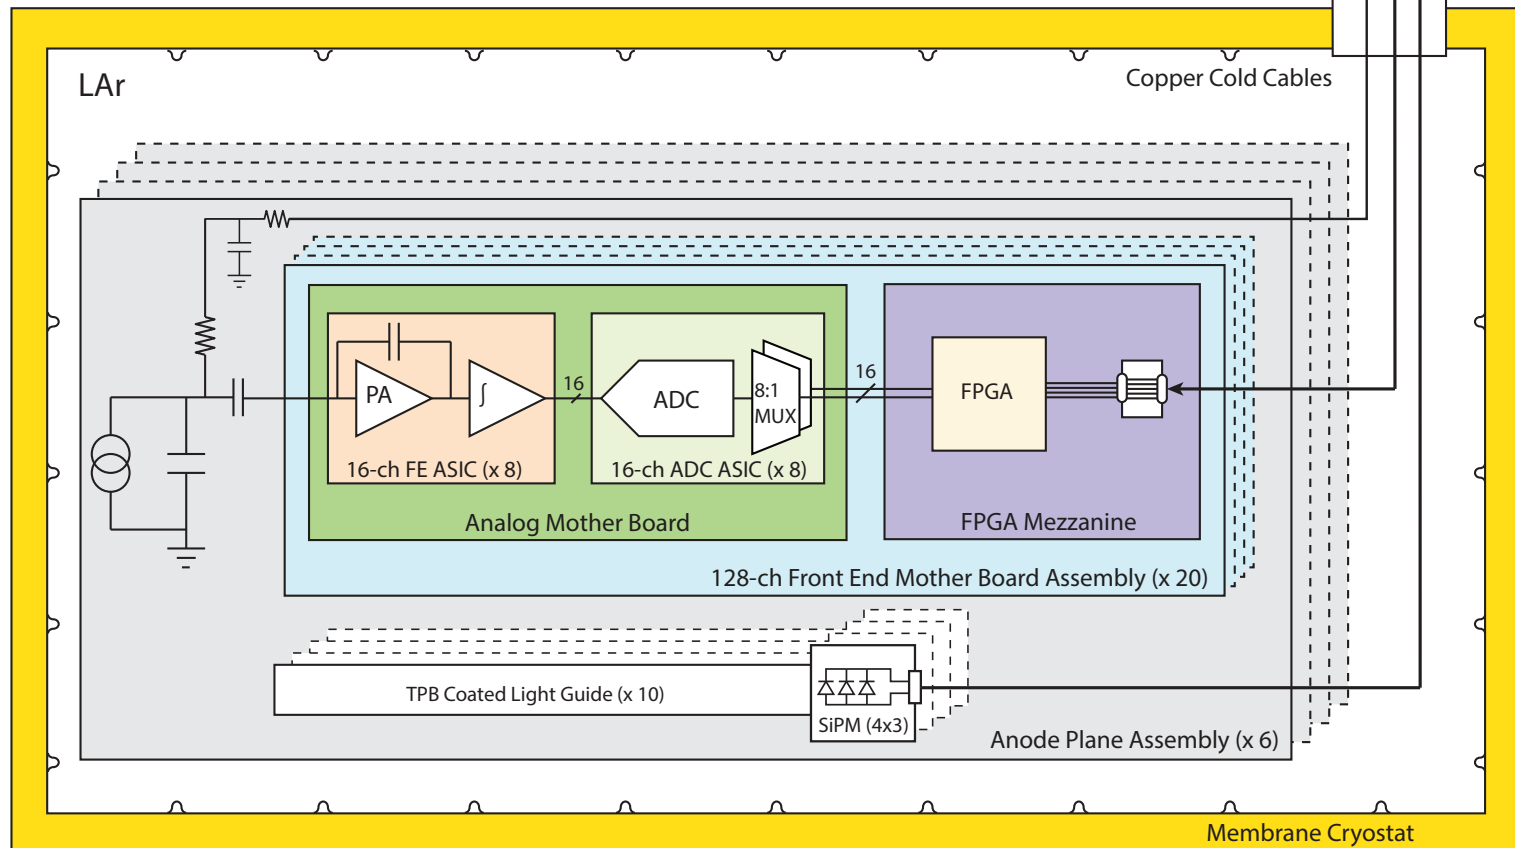 LAr
Copper Cold Cables
PA
∫
16
ADC
8:1
MUX
16
FPGA
16-ch FE ASIC (x 8)
16-ch ADC ASIC (x 8)
Analog Mother Board
FPGA Mezzanine
128-ch Front End Mother Board Assembly (x 20)
TPB Coated Light Guide (x 10)
SiPM (4x3)
Anode Plane Assembly (x 6)
Membrane Cryostat